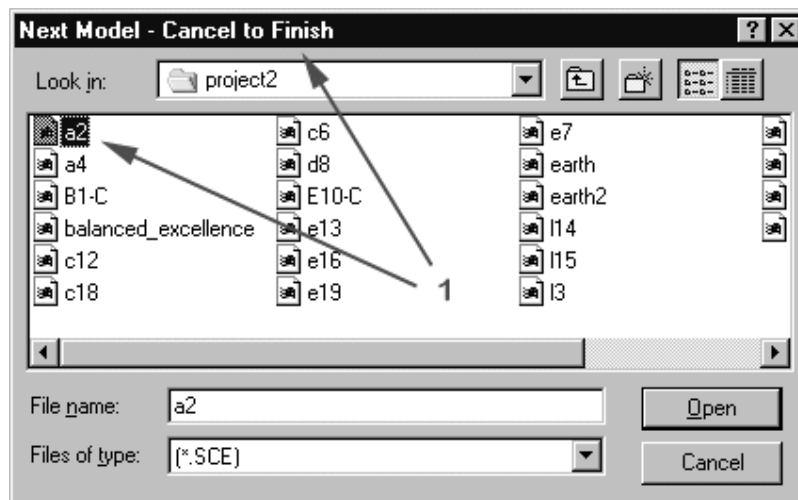 Next Model - Cancel to Finish
Look in: project2
a2 c6 e7
a4 d8 earth
B1-C E10-C earth2
balanced_excellence e13 l14
c12 e16 l15
c18 e19 l3
1
File name: a2 Open
Files of type: (*.SCE) Cancel